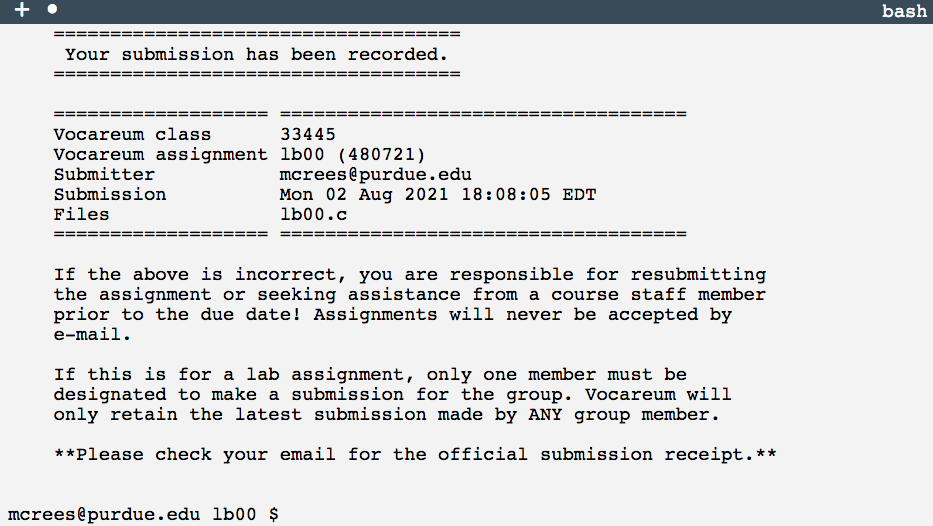 + bash
====================================
Your submission has been recorded.
====================================
=================== ====================================
Vocareum class 33445
Vocareum assignment lb00 (480721)
Submitter mcrees@purdue.edu
Submission Mon 02 Aug 2021 18:08:05 EDT
Files lb00.c
=================== ====================================
If the above is incorrect, you are responsible for resubmitting
the assignment or seeking assistance from a course staff member
prior to the due date! Assignments will never be accepted by
e-mail.
If this is for a lab assignment, only one member must be
designated to make a submission for the group. Vocareum will
only retain the latest submission made by ANY group member.
**Please check your email for the official submission receipt.**
mcrees@purdue.edu lb00 $